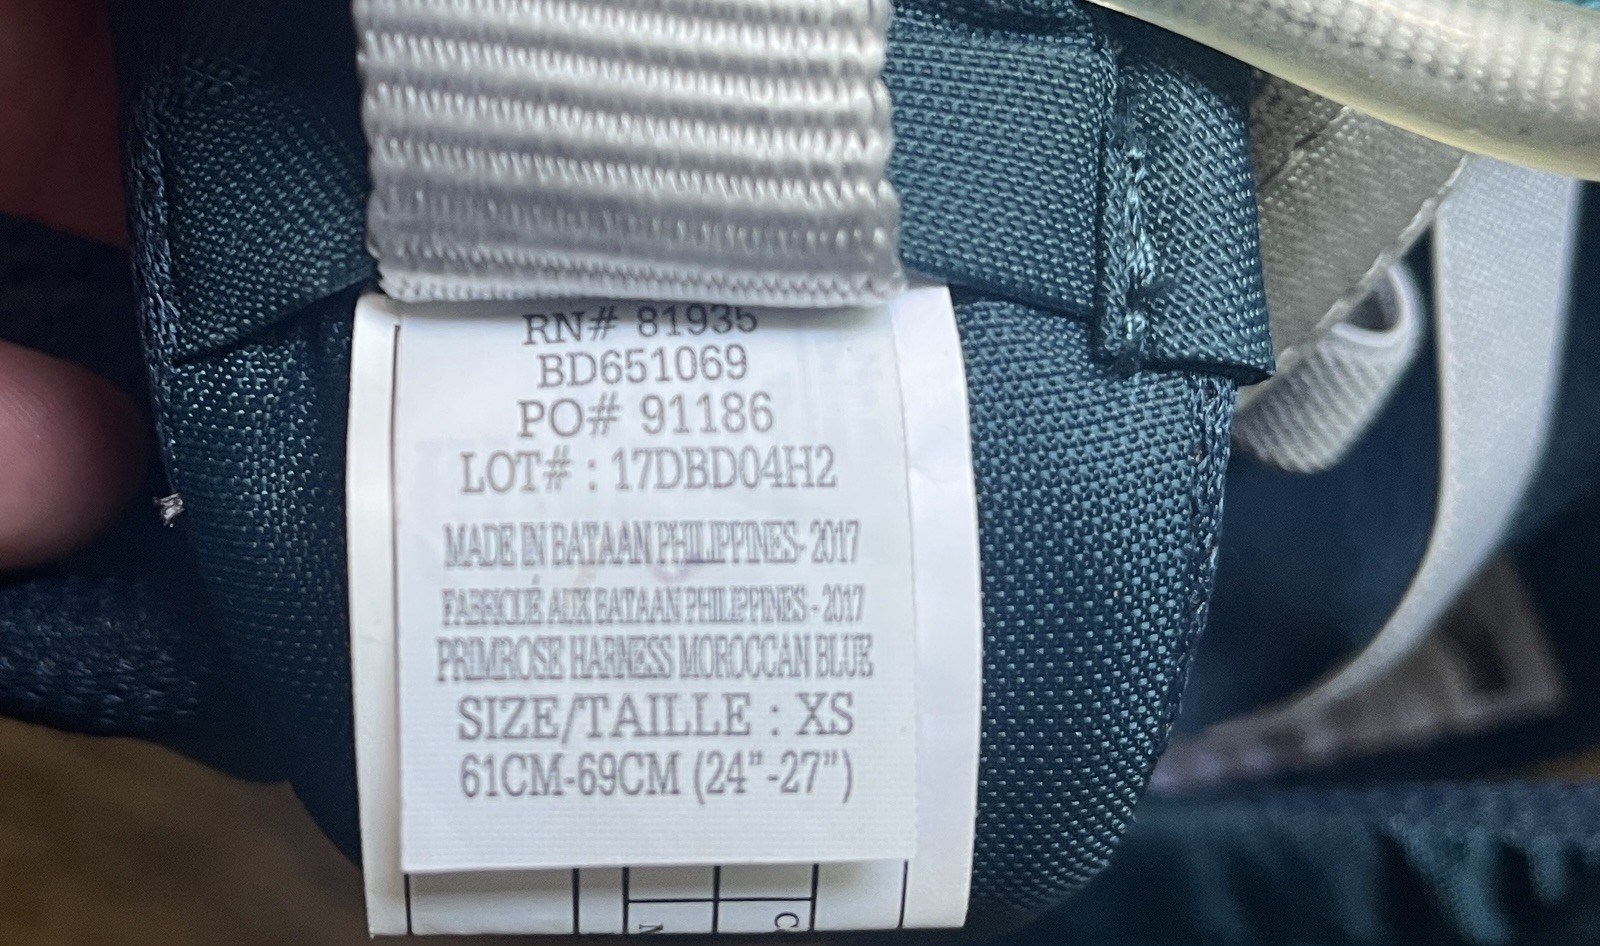 RN# 81935
BD651069
PO# 91186
LOT# : 17DBD04H2
MADE IN BATAAN PHILIPPINES- 2017
FABRIQUÉ AUX BATAAN PHILIPPINES - 2017
PRIMROSE HARNESS MOROCCAN BLUE
SIZE/TAILLE : XS
61CM-69CM (24”-27”)